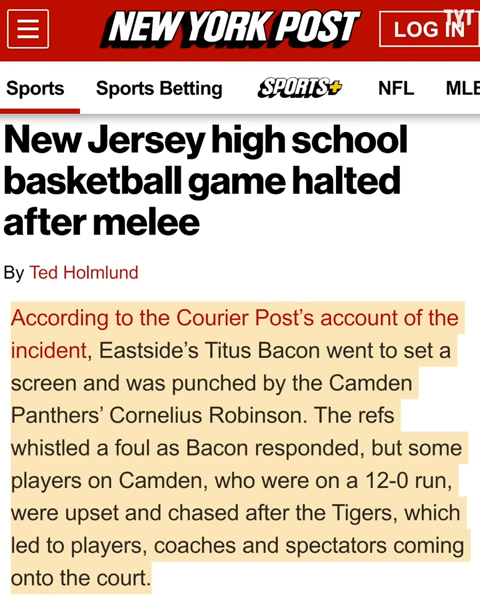 NEW YORK POST
LOG IN
TYT
Sports Sports Betting SPORTS+ NFL MLB
New Jersey high school
basketball game halted
after melee
By Ted Holmlund
According to the Courier Post's account of the
incident, Eastside's Titus Bacon went to set a
screen and was punched by the Camden
Panthers' Cornelius Robinson. The refs
whistled a foul as Bacon responded, but some
players on Camden, who were on a 12-0 run,
were upset and chased after the Tigers, which
led to players, coaches and spectators coming
onto the court.